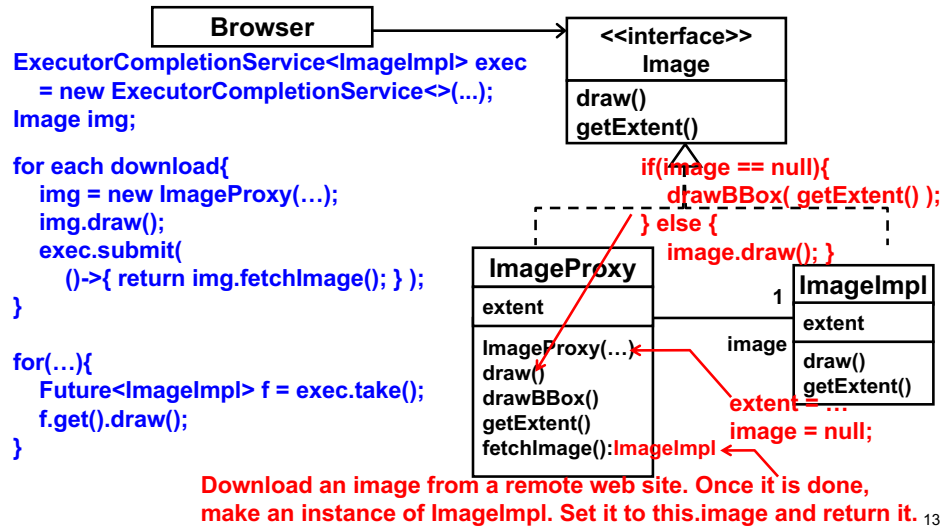 Browser
<<interface>>
Image
draw()
getExtent()
ExecutorCompletionService<ImageImpl> exec
= new ExecutorCompletionService<>(...);
Image img;
for each download{
img = new ImageProxy(…);
img.draw();
exec.submit(
()->{ return img.fetchImage(); } );
}
for(…){
Future<ImageImpl> f = exec.take();
f.get().draw();
}
if(image == null){
drawBBox( getExtent() );
} else {
image.draw(); }
ImageProxy
extent
ImageProxy(…)
draw()
drawBBox()
getExtent()
fetchImage():ImageImpl
1
image
ImageImpl
extent
draw()
getExtent()
extent = …
image = null;
Download an image from a remote web site. Once it is done,
make an instance of ImageImpl. Set it to this.image and return it.
13